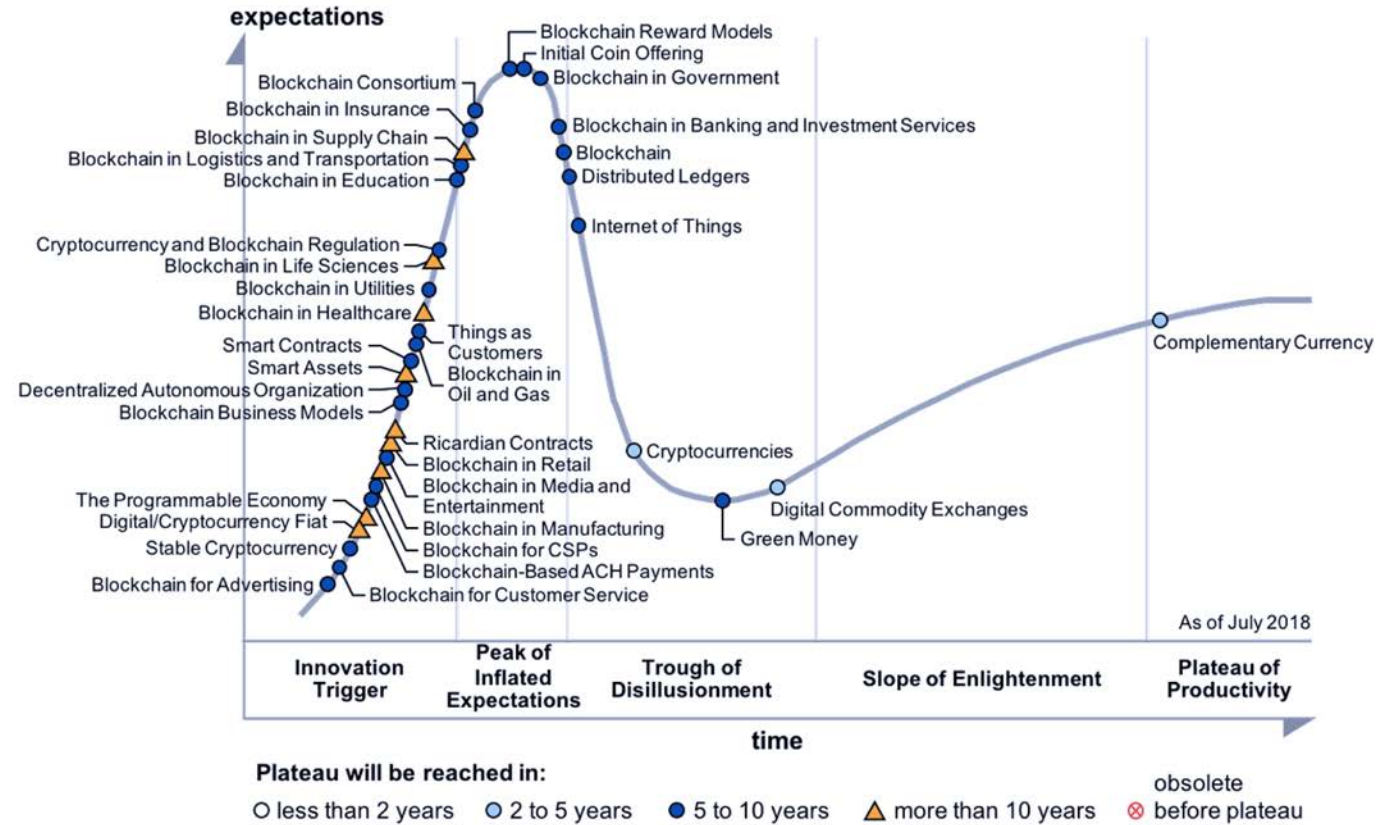 expectations
Blockchain Reward Models
Initial Coin Offering
Blockchain in Government
Blockchain Consortium
Blockchain in Insurance
Blockchain in Supply Chain
Blockchain in Logistics and Transportation
Blockchain in Education
Blockchain in Banking and Investment Services
Blockchain
Distributed Ledgers
Internet of Things
Cryptocurrency and Blockchain Regulation
Blockchain in Life Sciences
Blockchain in Utilities
Blockchain in Healthcare
Things as
Customers
Blockchain in
Oil and Gas
Smart Contracts
Smart Assets
Decentralized Autonomous Organization
Blockchain Business Models
Ricardian Contracts
Blockchain in Retail
Blockchain in Media and
Entertainment
Blockchain in Manufacturing
Blockchain for CSPs
Blockchain-Based ACH Payments
Blockchain for Customer Service
The Programmable Economy
Digital/Cryptocurrency Fiat
Stable Cryptocurrency
Blockchain for Advertising
Cryptocurrencies
Digital Commodity Exchanges
Green Money
Complementary Currency
As of July 2018
Innovation
Trigger
Peak of
Inflated
Expectations
Trough of
Disillusionment
Slope of Enlightenment
Plateau of
Productivity
time
Plateau will be reached in:
less than 2 years
2 to 5 years
5 to 10 years
more than 10 years
obsolete
before plateau